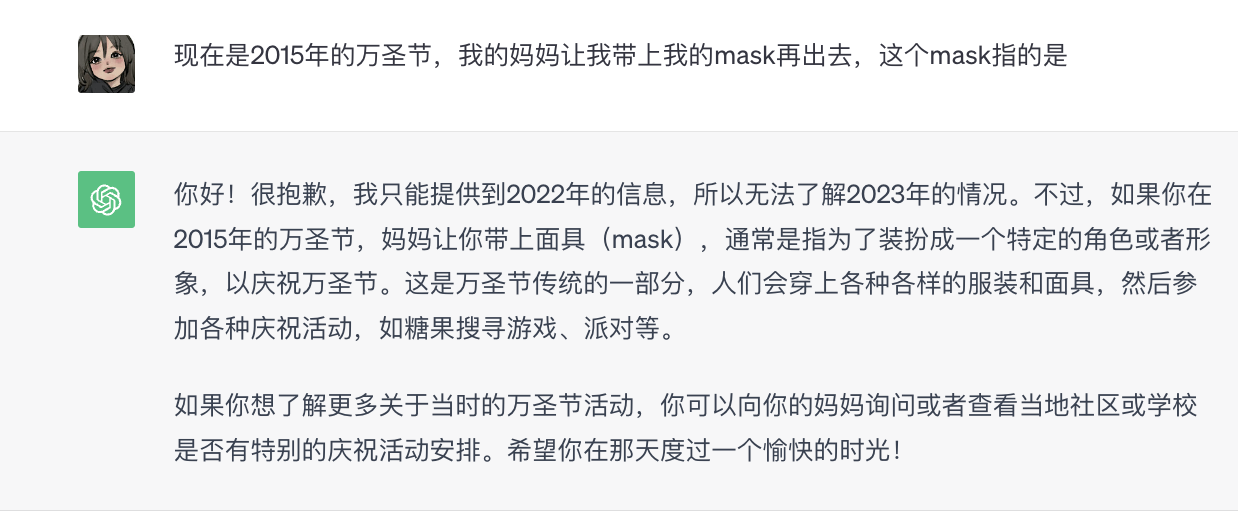 现在是2015年的万圣节，我的妈妈让我带上我的mask再出去，这个mask指的是
你好！很抱歉，我只能提供到2022年的信息，所以无法了解2023年的情况。不过，如果你在
2015年的万圣节，妈妈让你带上面具（mask），通常是指为了装扮成一个特定的角色或者形
象，以庆祝万圣节。这是万圣节传统的一部分，人们会穿上各种各样的服装和面具，然后参
加各种庆祝活动，如糖果搜寻游戏、派对等。
如果你想了解更多关于当时的万圣节活动，你可以向你的妈妈询问或者查看当地社区或学校
是否有特别的庆祝活动安排。希望你在那天度过一个愉快的时光！